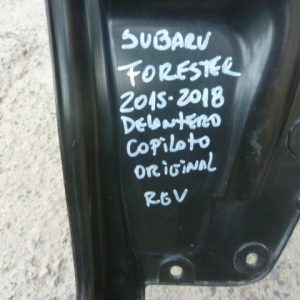 SUBARU
FORESTER
2015-2018
DELANTERO
COPILOTO
ORIGINAL
RGV